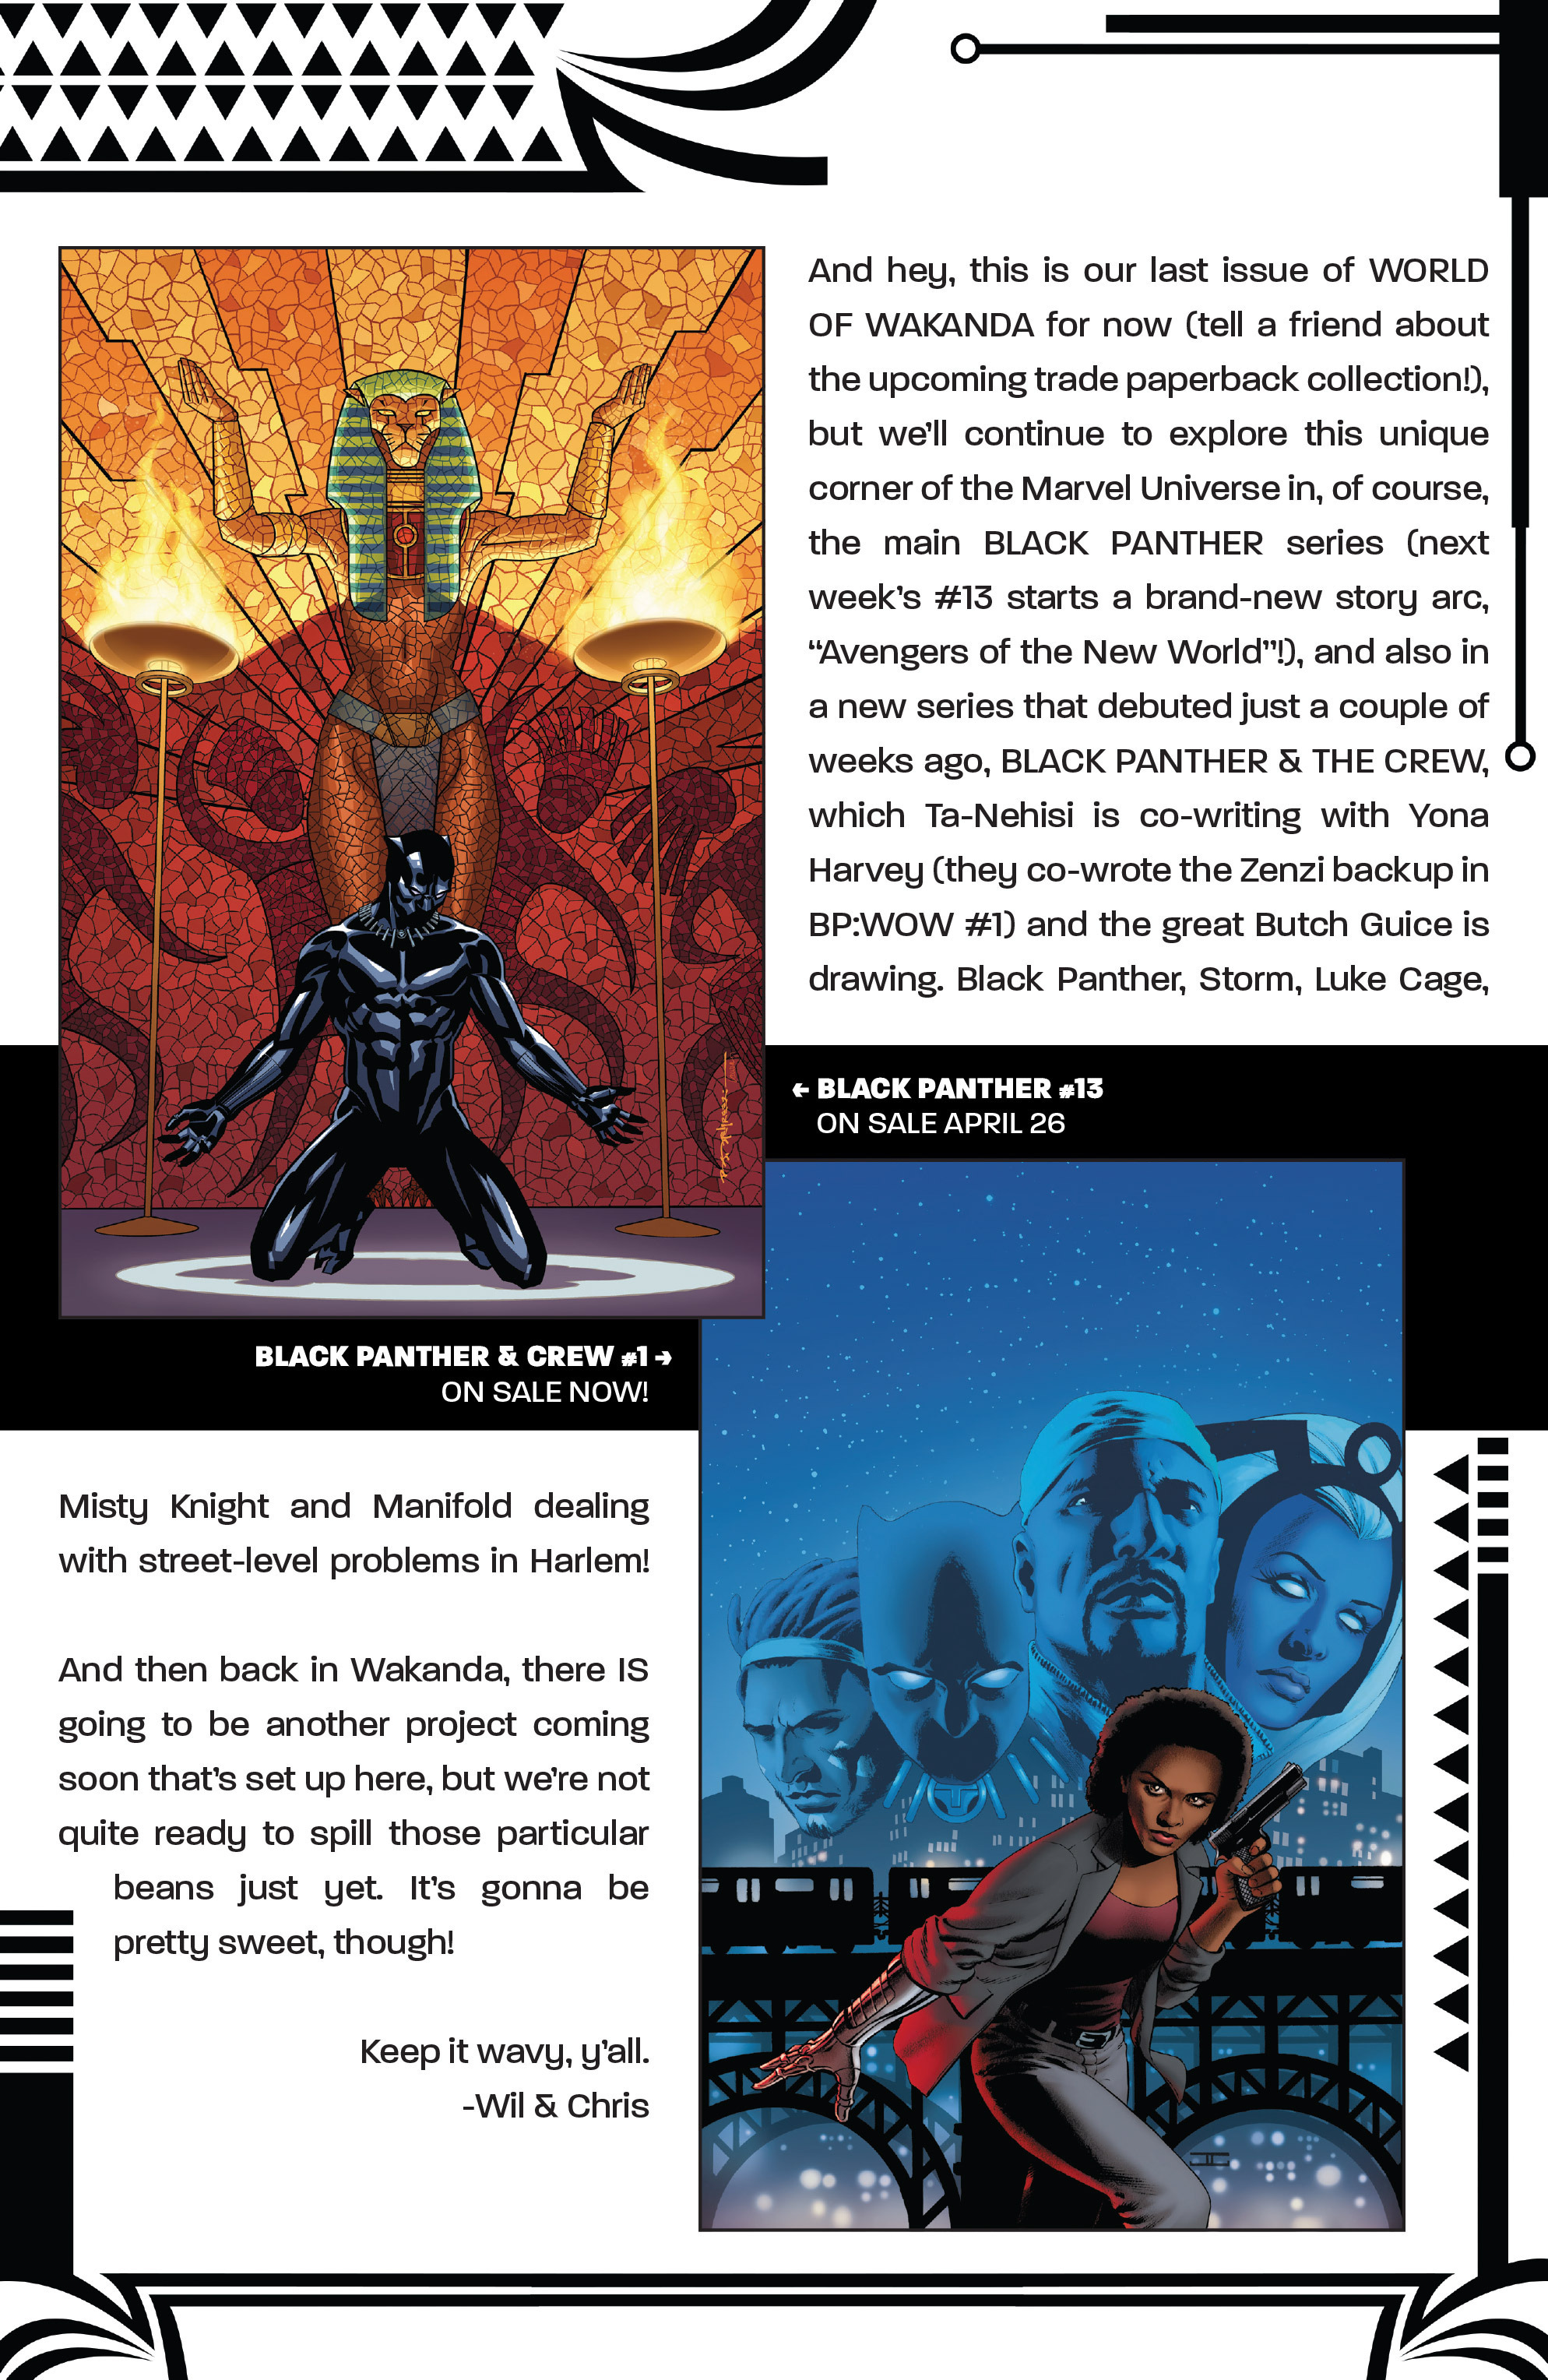 And hey, this is our last issue of WORLD
OF WAKANDA for now (tell a friend about
the upcoming trade paperback collection!),
but we’ll continue to explore this unique
corner of the Marvel Universe in, of course,
the main BLACK PANTHER series (next
week’s #13 starts a brand-new story arc,
“Avengers of the New World”!), and also in
a new series that debuted just a couple of
weeks ago, BLACK PANTHER & THE CREW,
which Ta-Nehisi is co-writing with Yona
Harvey (they co-wrote the Zenzi backup in
BP:WOW #1) and the great Butch Guice is
drawing. Black Panther, Storm, Luke Cage,
← BLACK PANTHER #13
ON SALE APRIL 26
BLACK PANTHER & CREW #1 →
ON SALE NOW!
Misty Knight and Manifold dealing
with street-level problems in Harlem!
And then back in Wakanda, there IS
going to be another project coming
soon that’s set up here, but we’re not
quite ready to spill those particular
beans just yet. It’s gonna be
pretty sweet, though!
Keep it wavy, y’all.
-Wil & Chris